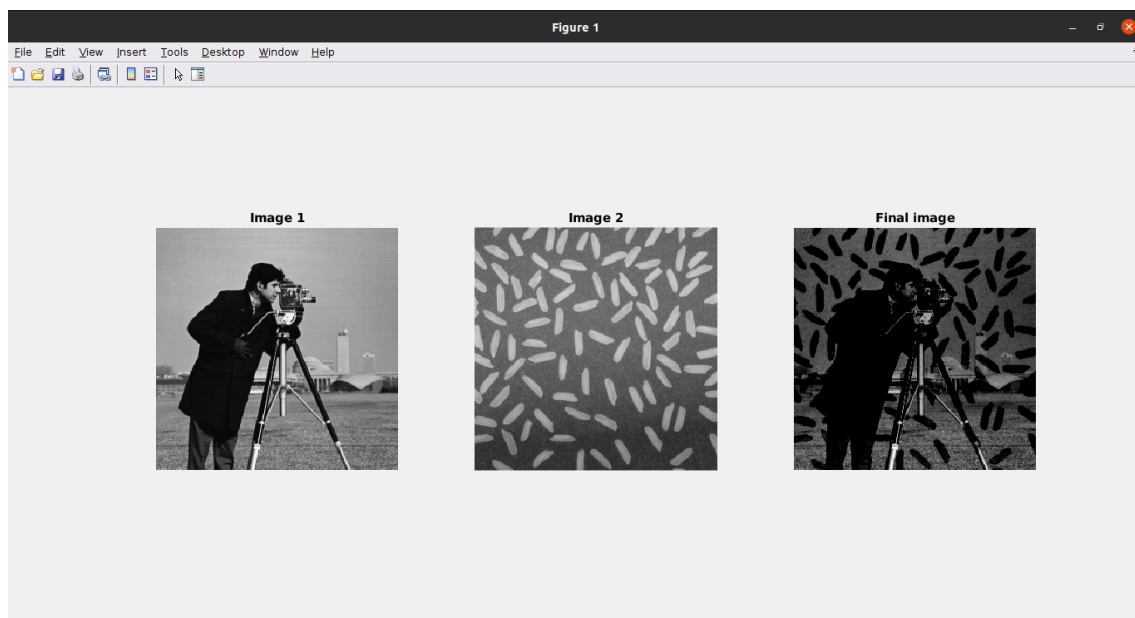 Figure 1
File Edit View Insert Tools Desktop Window Help
Image 1 Image 2 Final image